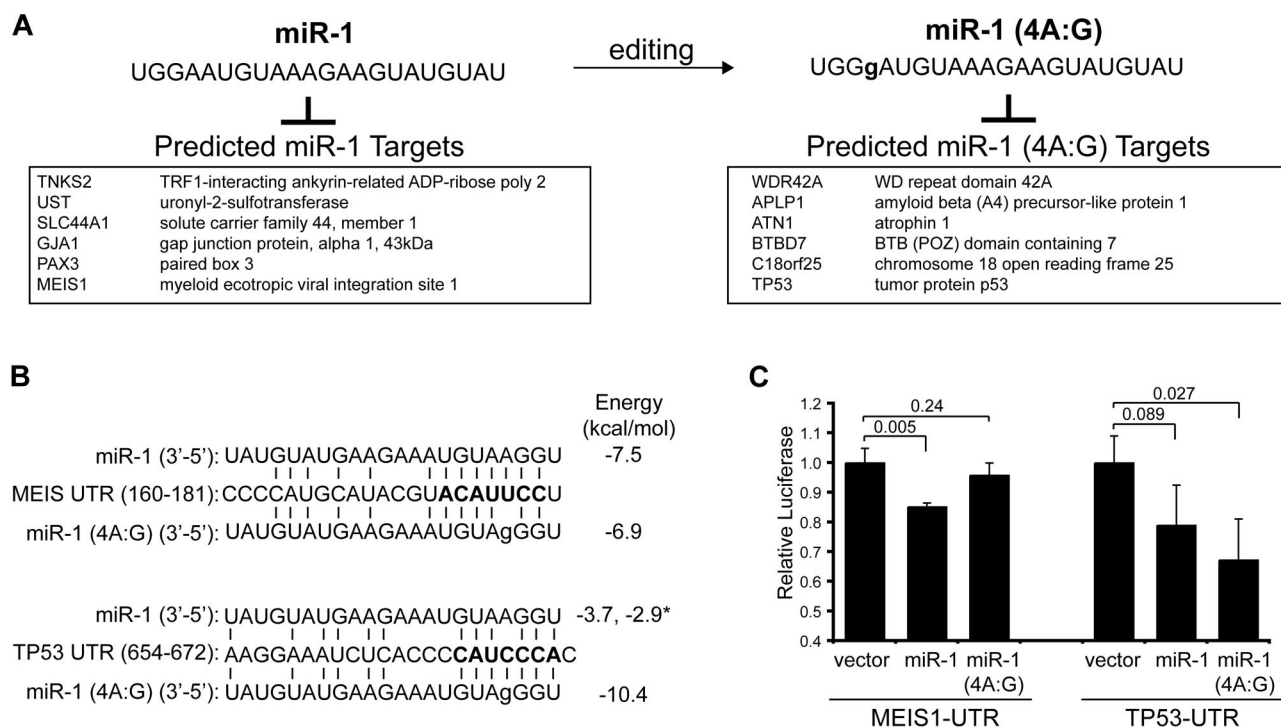 A
miR-1
UGGAAUGUAAAGAAGUAUGUAU
editing
miR-1 (4A:G)
UGGgAUGUAAAGAAGUAUGUAU
Predicted miR-1 Targets
TNKS2 TRF1-interacting ankyrin-related ADP-ribose poly 2
UST uronyl-2-sulfotransferase
SLC44A1 solute carrier family 44, member 1
GJA1 gap junction protein, alpha 1, 43kDa
PAX3 paired box 3
MEIS1 myeloid ecotropic viral integration site 1
Predicted miR-1 (4A:G) Targets
WDR42A WD repeat domain 42A
APLP1 amyloid beta (A4) precursor-like protein 1
ATN1 atrophin 1
BTBD7 BTB (POZ) domain containing 7
C18orf25 chromosome 18 open reading frame 25
TP53 tumor protein p53
B
Energy
(kcal/mol)
miR-1 (3'-5'): UAUGUAUGAAGAAAUGUAAGGU -7.5
MEIS UTR (160-181): CCCCAUGCAUACGUACAUUCCU
miR-1 (4A:G) (3'-5'): UAUGUAUGAAGAAAUGUAgGGU -6.9
miR-1 (3'-5'): UAUGUAUGAAGAAAUGUAAGGU -3.7, -2.9*
TP53 UTR (654-672): AAGGAAAUCUCACCCCAUCCCAC
miR-1 (4A:G) (3'-5'): UAUGUAUGAAGAAAUGUAgGGU -10.4
C
Relative Luciferase
1.2
1.1
1.0
0.9
0.8
0.7
0.6
0.5
0.4
0.24
0.005
0.027
0.089
vector miR-1 miR-1
(4A:G)
vector miR-1 miR-1
(4A:G)
MEIS1-UTR TP53-UTR